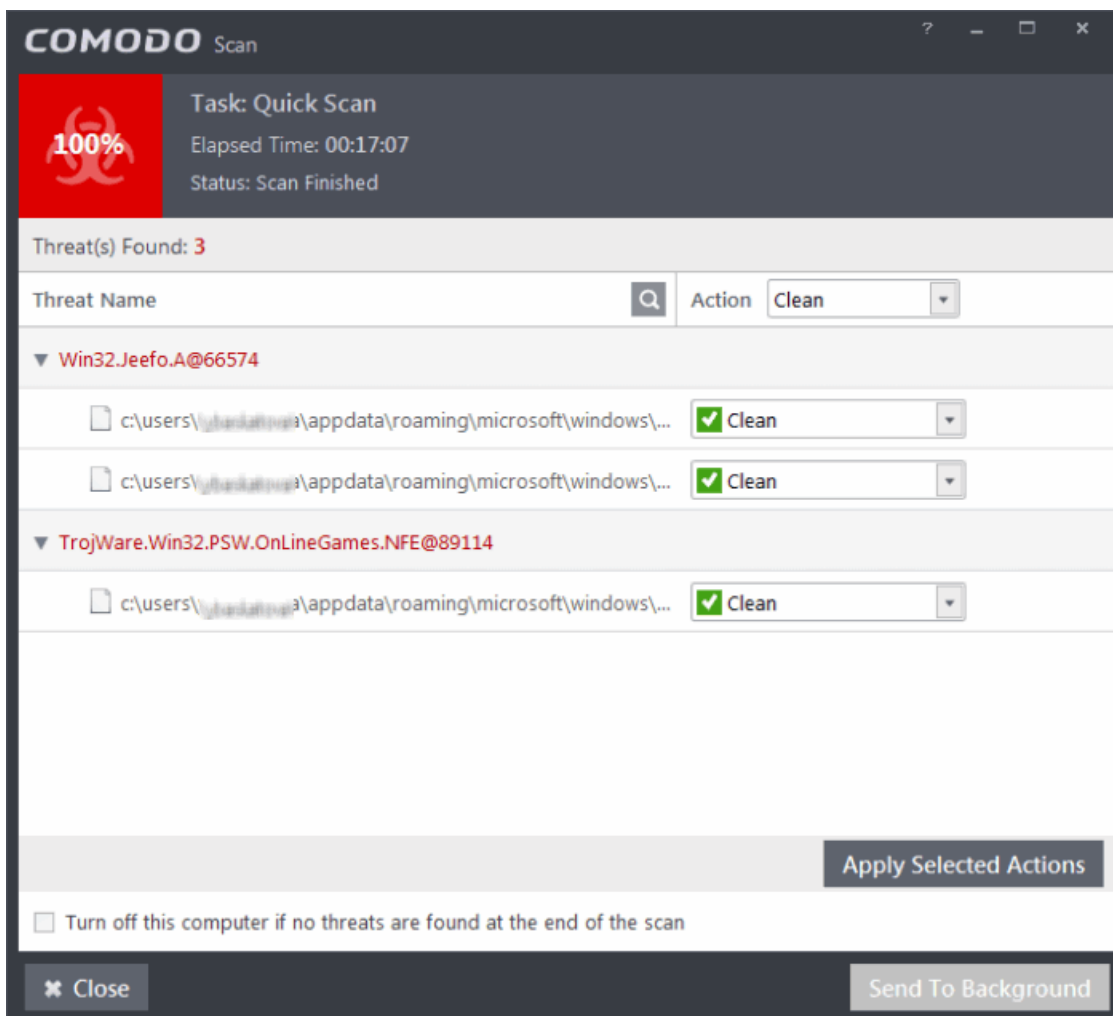 COMODO Scan
?
100%
Task: Quick Scan
Elapsed Time: 00:17:07
Status: Scan Finished
Threat(s) Found: 3
Threat Name
Action Clean
Win32.Jeefo.A@66574
c:\users\ a\appdata\roaming\microsoft\windows\... Clean
c:\users\ a\appdata\roaming\microsoft\windows\... Clean
TrojWare.Win32.PSW.OnLineGames.NFE@89114
c:\users\ a\appdata\roaming\microsoft\windows\... Clean
Apply Selected Actions
Turn off this computer if no threats are found at the end of the scan
Close
Send To Background